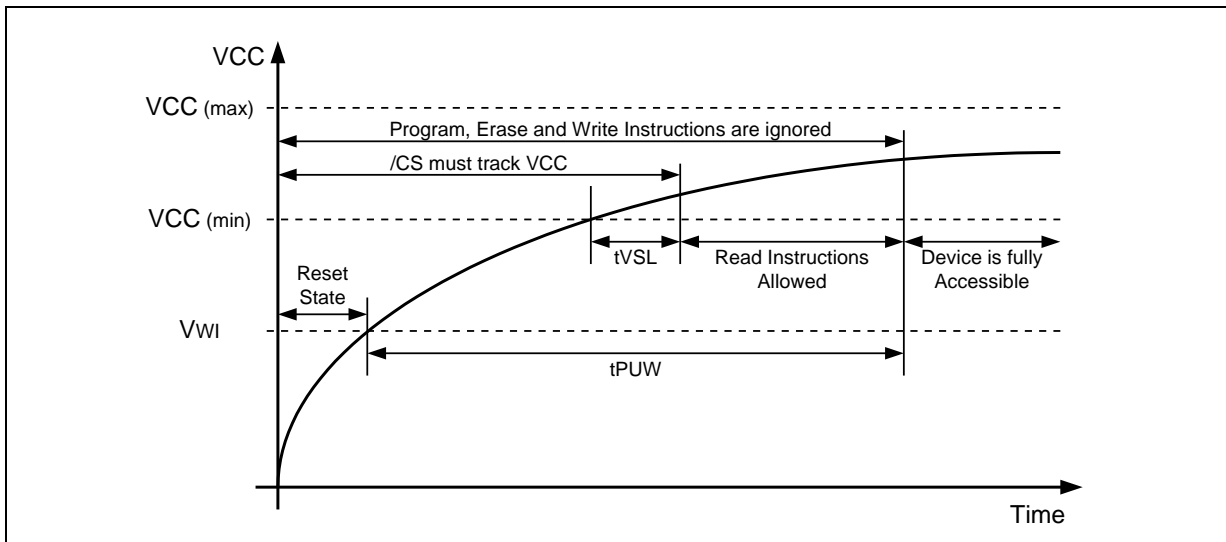 VCC
VCC (max)
Program, Erase and Write Instructions are ignored
/CS must track VCC
VCC (min)
tVSL
Read Instructions
Allowed
Device is fully
Accessible
Reset
State
VWI
tPUW
Time